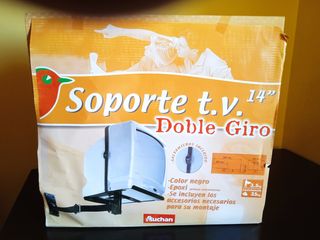 Soporte t.v. 14"
Doble Giro
-Color negro
-Epoxi
-Se incluyen los
accesorios necesarios
para su montaje
Auchan